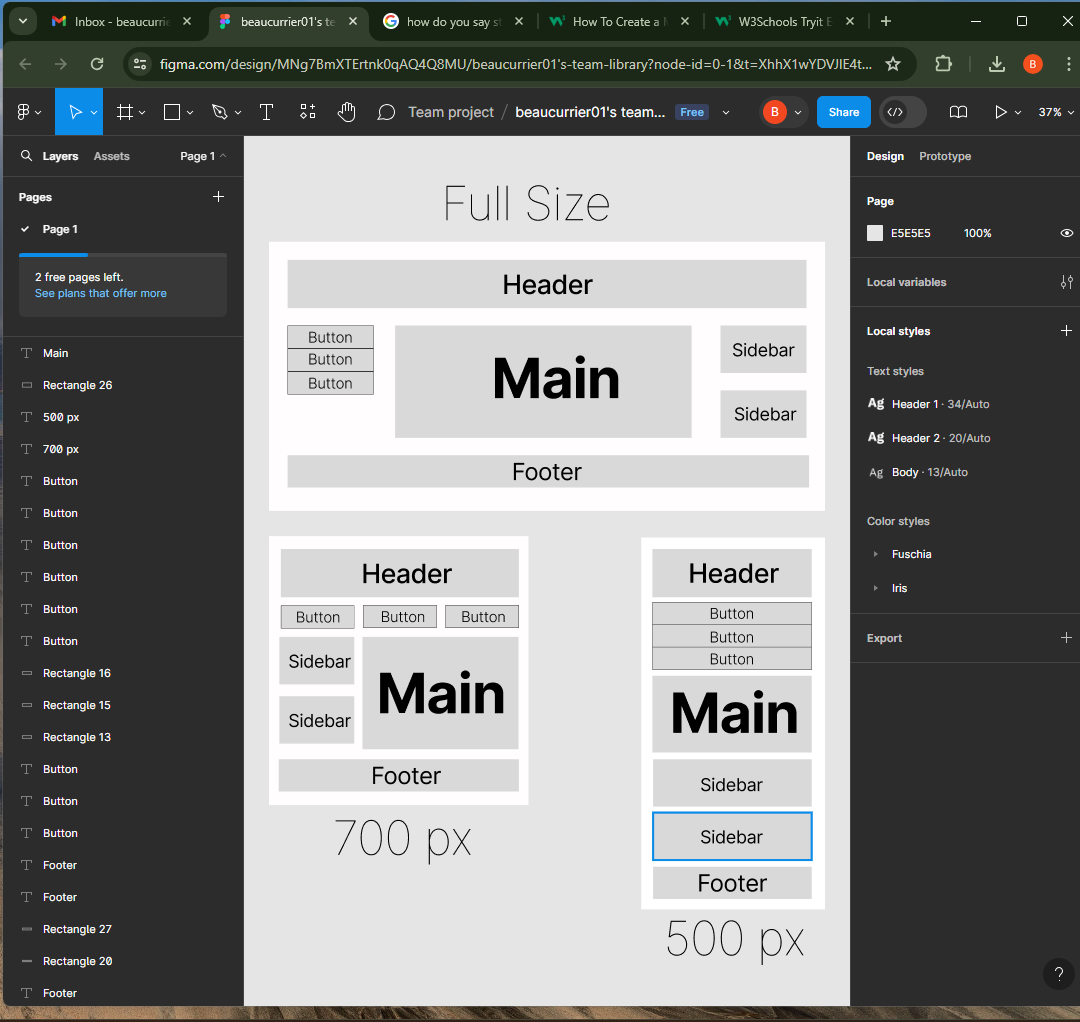 Inbox - beaucurrie
beaucurrier01's te
how do you say st
How To Create a
W3Schools Tryit E
figma.com/design/MNg7BmXTErtnk0qAQ4Q8MU/beaucurrier01's-team-library?node-id=0-1&t=XhhX1wYDVJIE4t...
B
Team project / beaucurrier01's team...
Free
B
Share
37%
Layers
Assets
Page 1
Pages
Page 1
2 free pages left.
See plans that offer more
Main
Rectangle 26
500 px
700 px
Button
Button
Button
Button
Button
Button
Rectangle 16
Rectangle 15
Rectangle 13
Button
Button
Button
Footer
Footer
Rectangle 27
Rectangle 20
Footer
Full Size
Header
Button
Button
Button
Main
Sidebar
Sidebar
Footer
Header
Button
Button
Button
Sidebar
Sidebar
Main
Footer
700 px
Header
Button
Button
Button
Main
Sidebar
Sidebar
Footer
500 px
Design
Prototype
Page
E5E5E5
100%
Local variables
Local styles
Text styles
Ag Header 1 · 34/Auto
Ag Header 2 · 20/Auto
Ag Body · 13/Auto
Color styles
Fuschia
Iris
Export
?